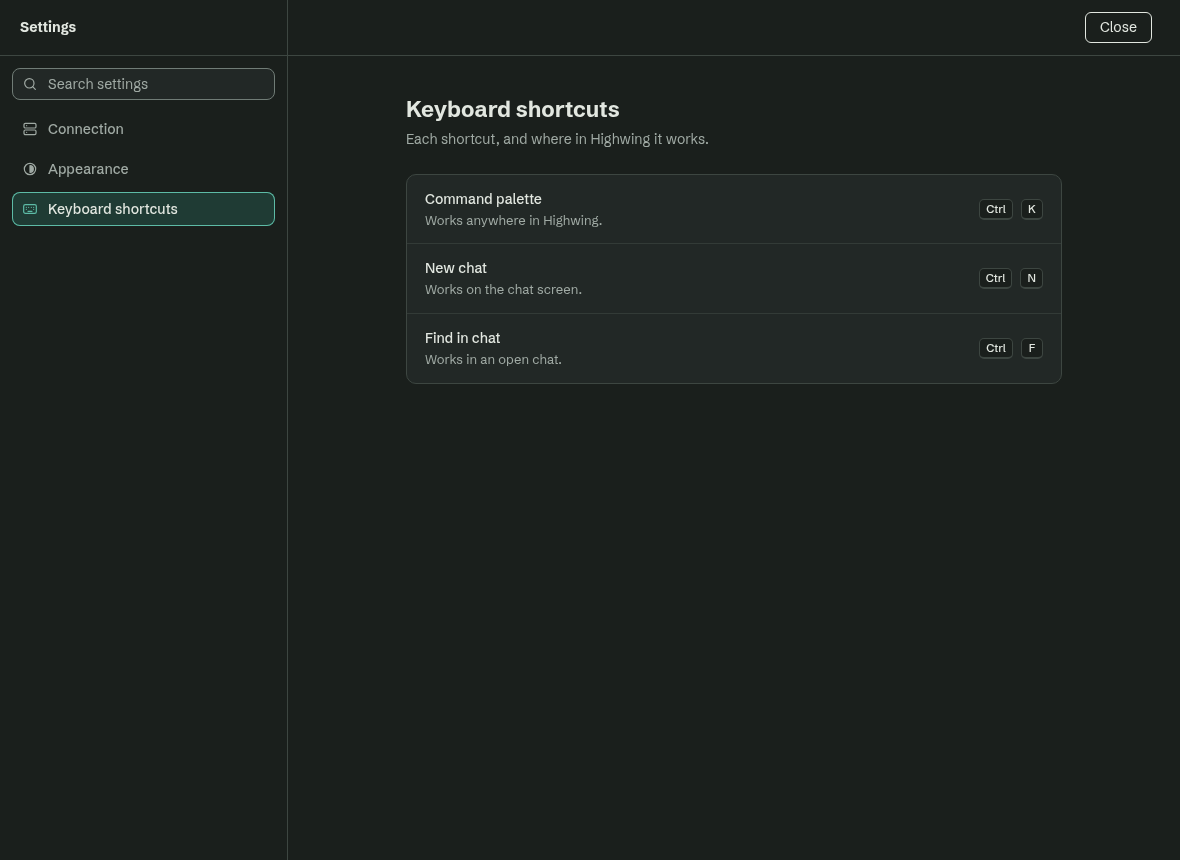 Settings
Close
Search settings
Connection
Appearance
Keyboard shortcuts
Keyboard shortcuts
Each shortcut, and where in Highwing it works.
Command palette
Works anywhere in Highwing.
Ctrl K
New chat
Works on the chat screen.
Ctrl N
Find in chat
Works in an open chat.
Ctrl F